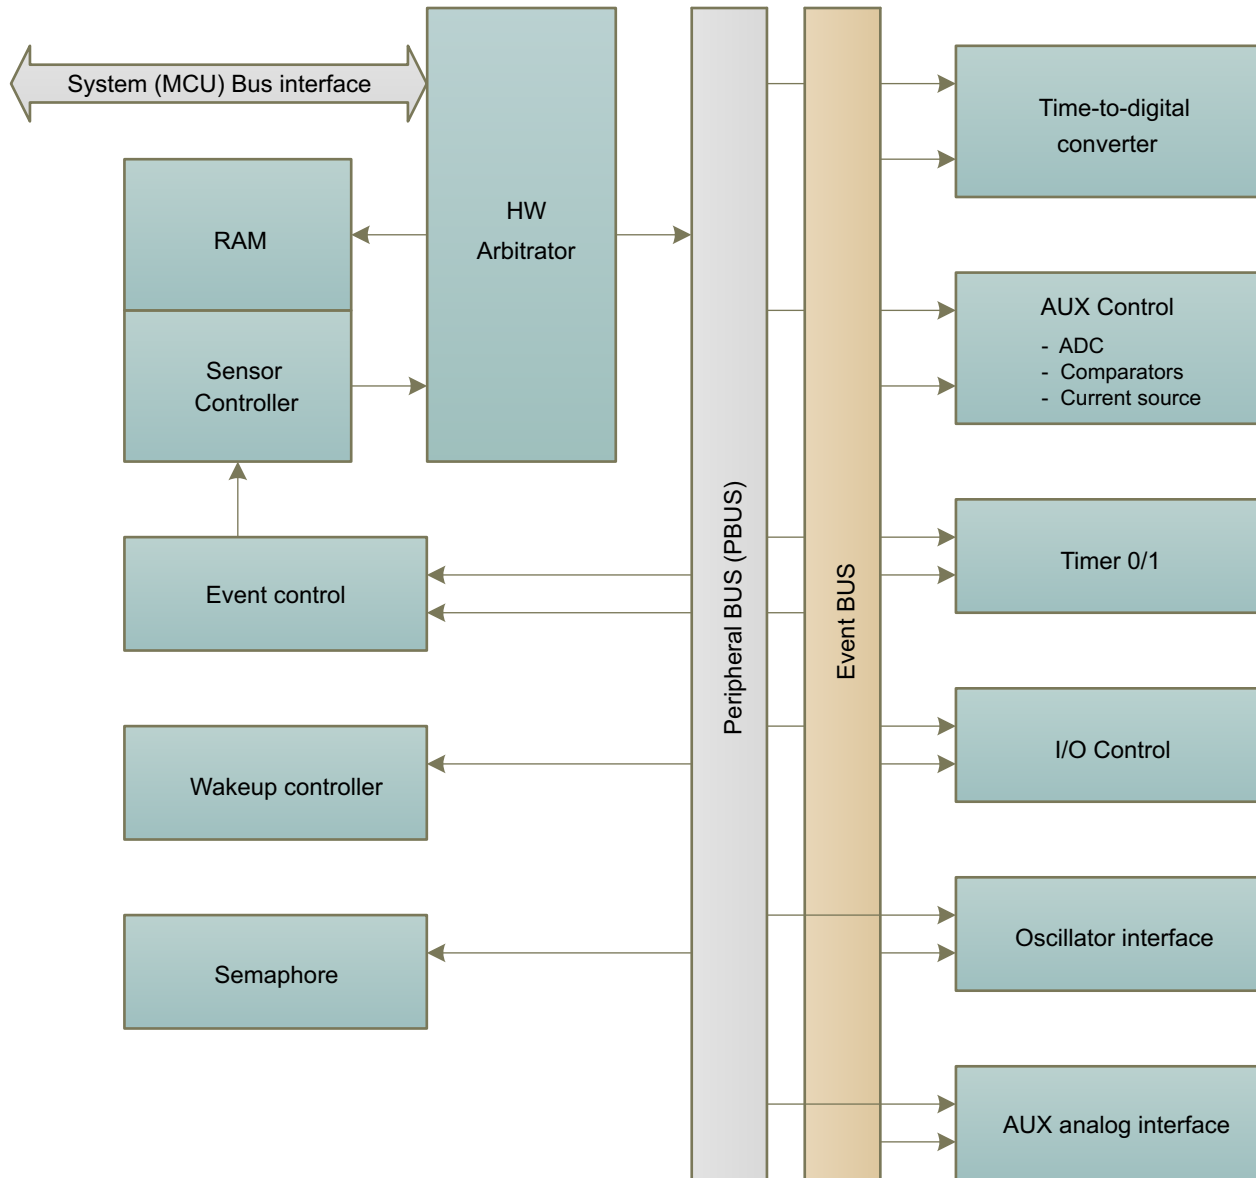 System (MCU) Bus interface
HW
Arbitrator
RAM
Sensor
Controller
Event control
Wakeup controller
Semaphore
Peripheral BUS (PBUS)
Event BUS
Time-to-digital
converter
AUX Control
- ADC
- Comparators
- Current source
Timer 0/1
I/O Control
Oscillator interface
AUX analog interface